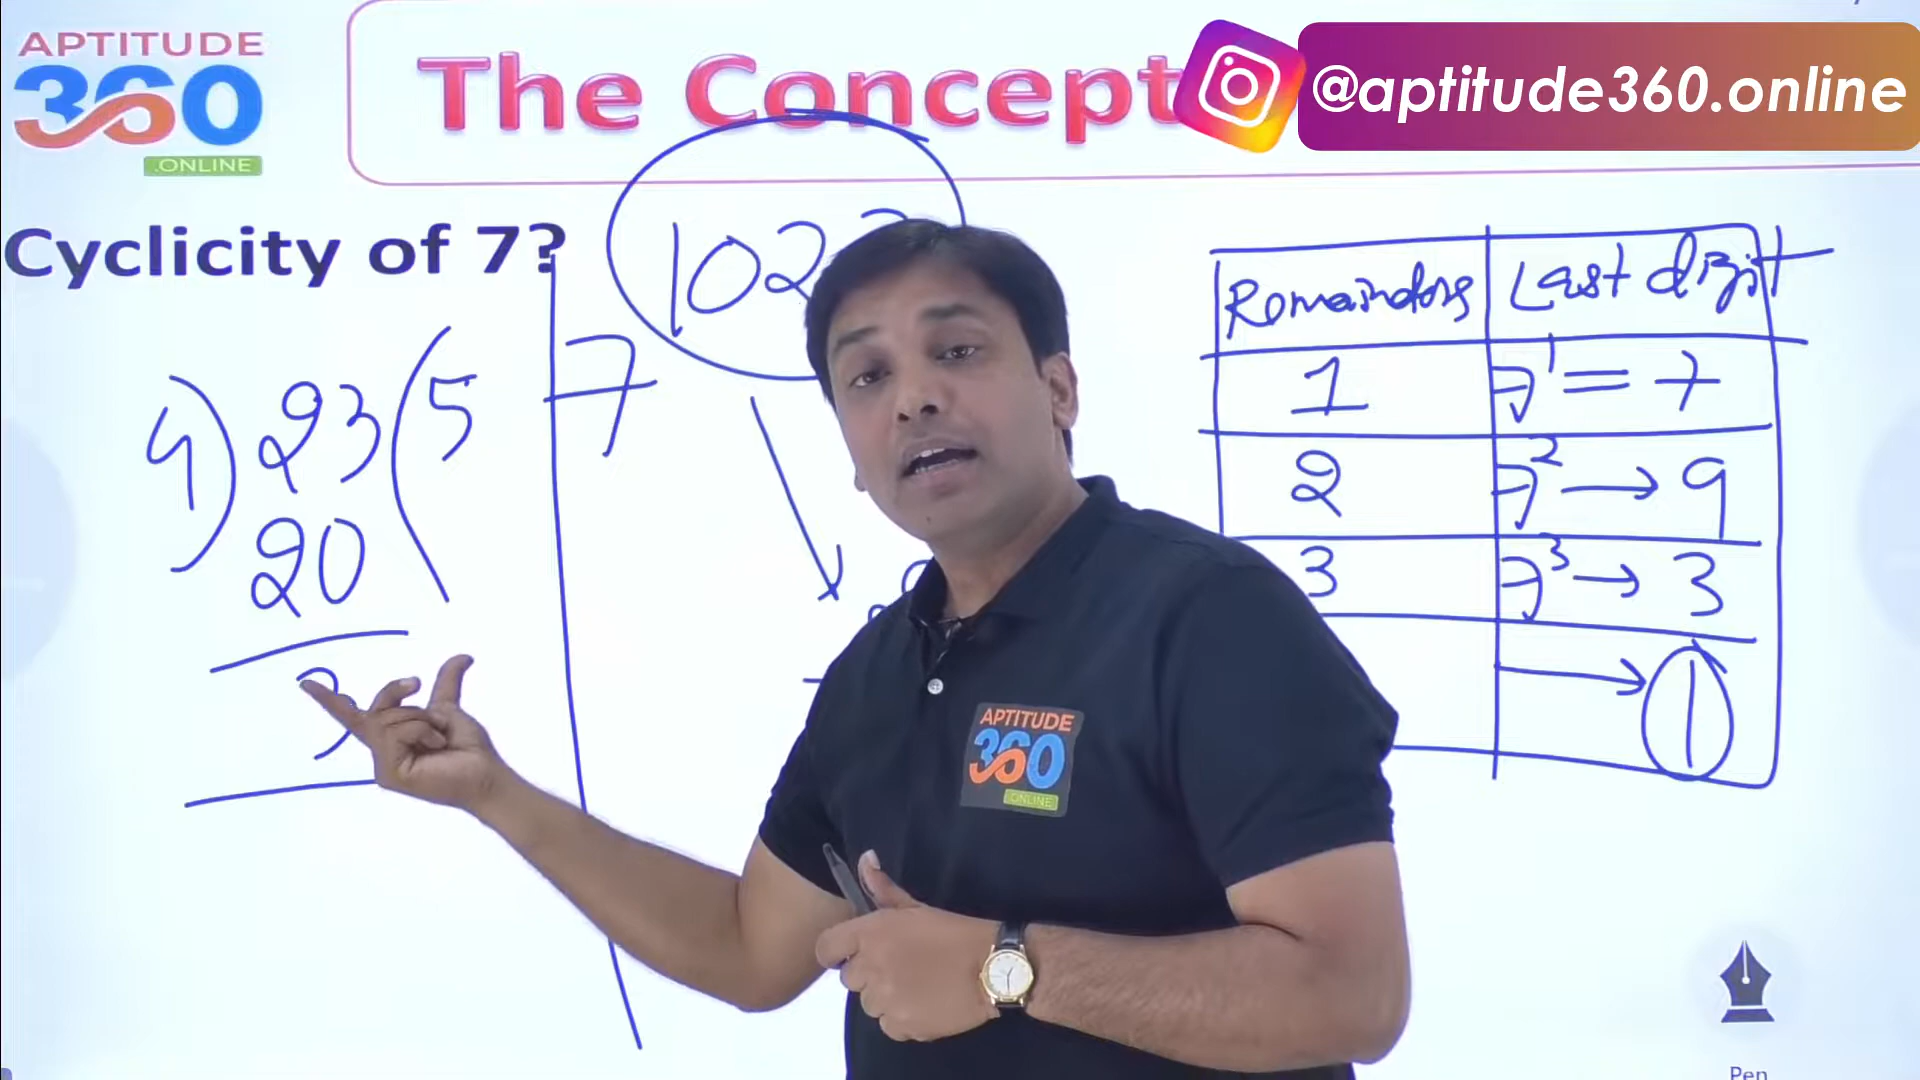 APTITUDE
360
.ONLINE
The Concept
@aptitude360.online
Cyclicity of 7?
102
7
4) 23 (5
20
3
Remainders Last digit
1 7¹ = 7
2 7² → 9
3 7³ → 3
→ 1
APTITUDE
360
.ONLINE
Pen